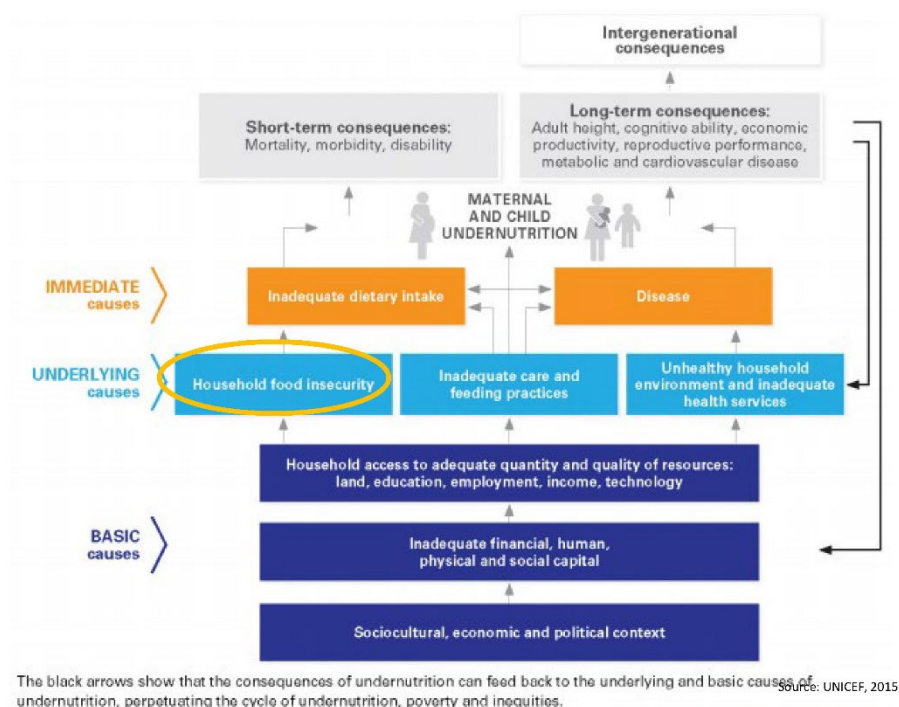 Intergenerational
consequences
Short-term consequences:
Mortality, morbidity, disability
Long-term consequences:
Adult height, cognitive ability, economic
productivity, reproductive performance,
metabolic and cardiovascular disease
MATERNAL
AND CHILD
UNDERNUTRITION
IMMEDIATE
causes
Inadequate dietary intake
Disease
UNDERLYING
causes
Household food insecurity
Inadequate care and
feeding practices
Unhealthy household
environment and inadequate
health services
BASIC
causes
Household access to adequate quantity and quality of resources:
land, education, employment, income, technology
Inadequate financial, human,
physical and social capital
Sociocultural, economic and political context
The black arrows show that the consequences of undernutrition can feed back to the underlying and basic causes of
undernutrition, perpetuating the cycle of undernutrition, poverty and inequities.
Source: UNICEF, 2015